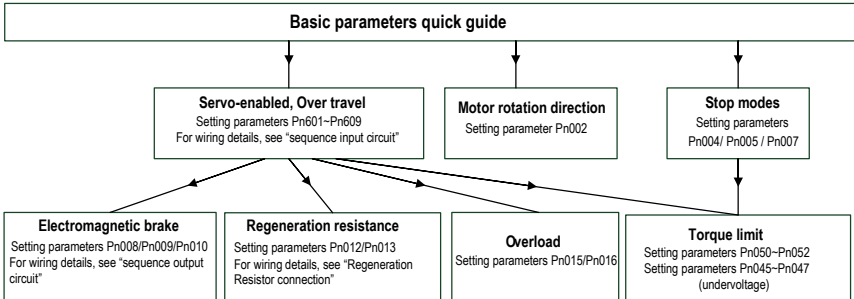 Basic parameters quick guide
Servo-enabled, Over travel
Setting parameters Pn601~Pn609
For wiring details, see “sequence input circuit”
Motor rotation direction
Setting parameter Pn002
Stop modes
Setting parameters
Pn004/ Pn005 / Pn007
Electromagnetic brake
Setting parameters Pn008/Pn009/Pn010
For wiring details, see “sequence output
circuit”
Regeneration resistance
Setting parameters Pn012/Pn013
For wiring details, see “Regeneration
Resistor connection”
Overload
Setting parameters Pn015/Pn016
Torque limit
Setting parameters Pn050~Pn052
Setting parameters Pn045~Pn047
(undervoltage)